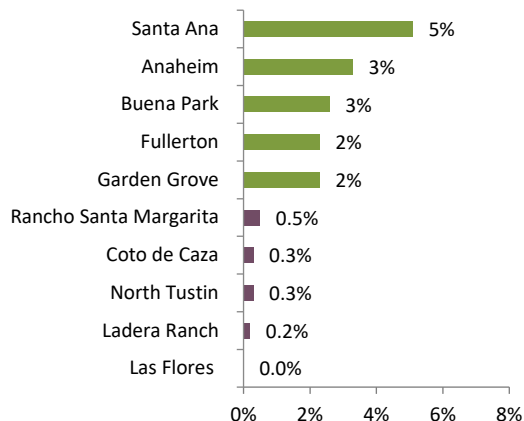 Santa Ana 5%
Anaheim 3%
Buena Park 3%
Fullerton 2%
Garden Grove 2%
Rancho Santa Margarita 0.5%
Coto de Caza 0.3%
North Tustin 0.3%
Ladera Ranch 0.2%
Las Flores 0.0%
0% 2% 4% 6% 8%